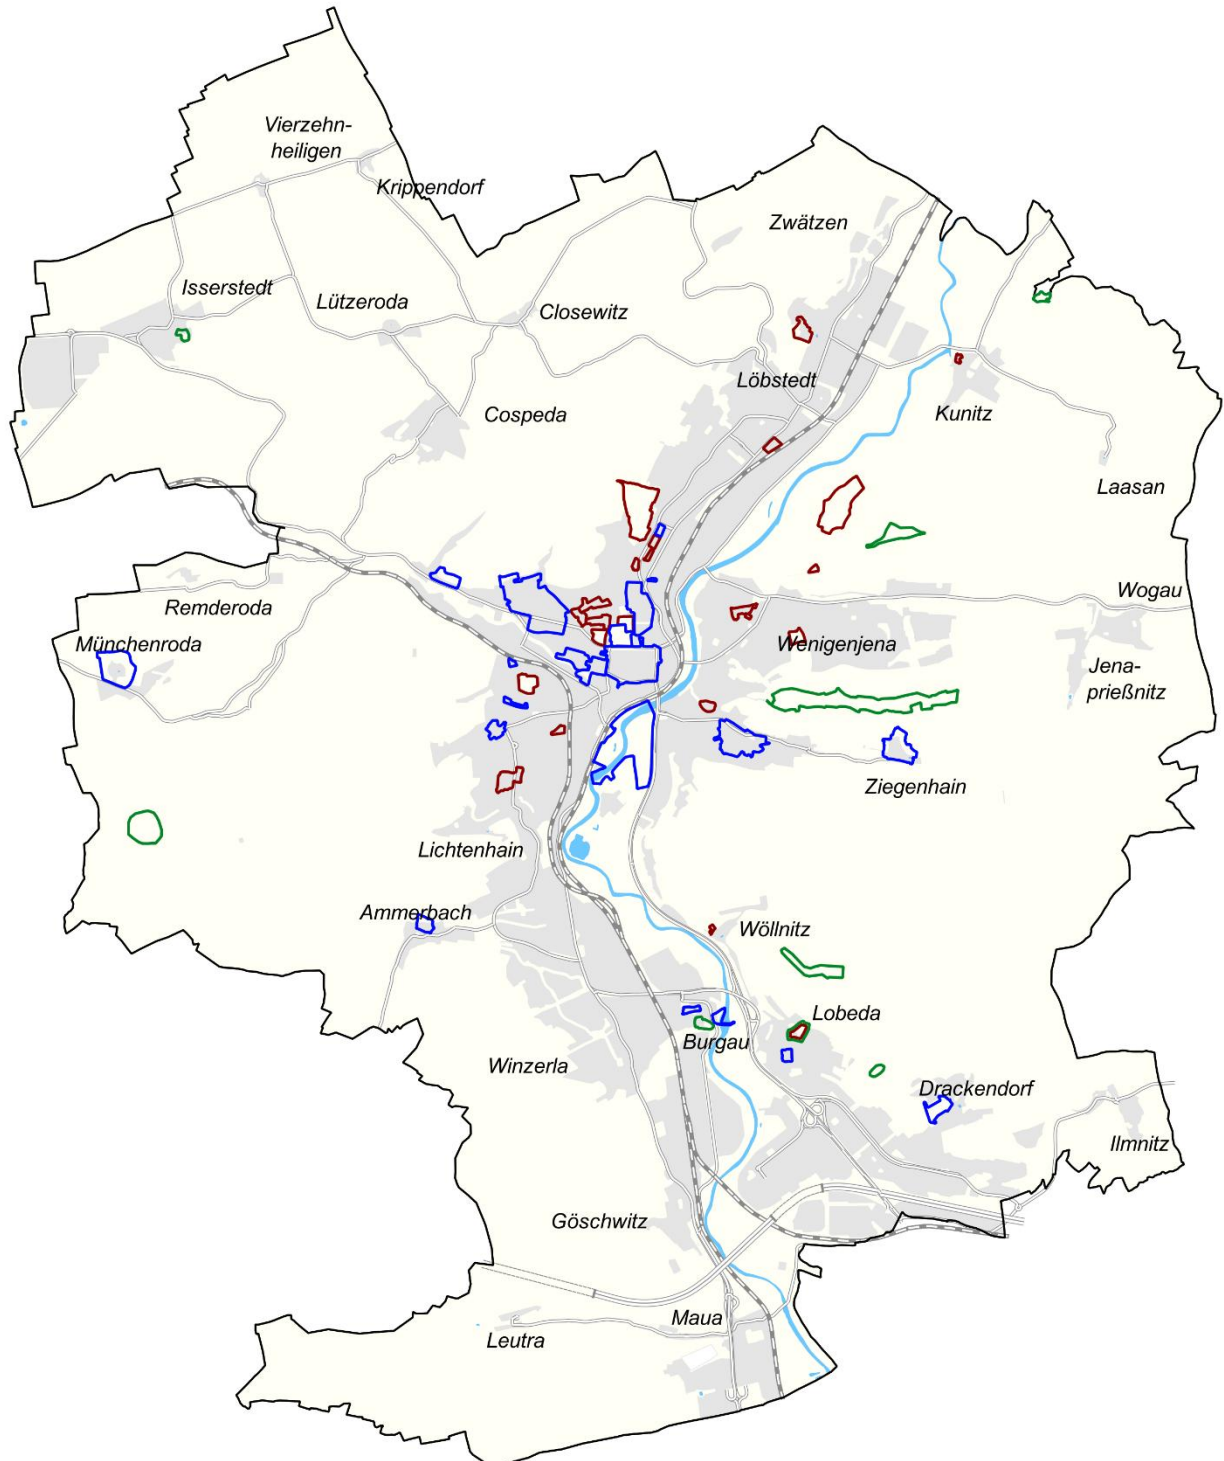 Vierzehn-
heiligen
Krippendorf
Zwätzen
Isserstedt
Lützeroda
Closewitz
Löbstedt
Cospeda
Kunitz
Laasan
Remderoda
Wogau
Münchenroda
Wenigenjena
Jena-
prießnitz
Ziegenhain
Lichtenhain
Ammerbach
Wöllnitz
Lobeda
Burgau
Winzerla
Drackendorf
Ilmnitz
Göschwitz
Maua
Leutra